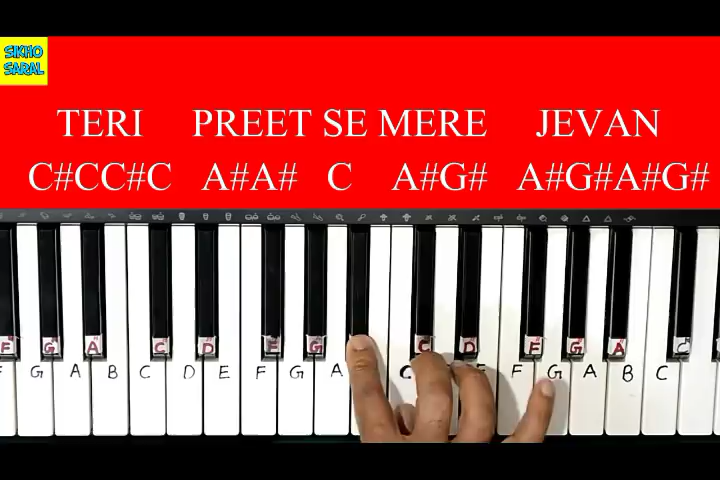 SIKHO
SARAL
TERI PREET SE MERE JEVAN
C#CC#C A#A# C A#G# A#G#A#G#
F G A C D F G C D F G A C
F G A B C D E F G A C E F G A B C